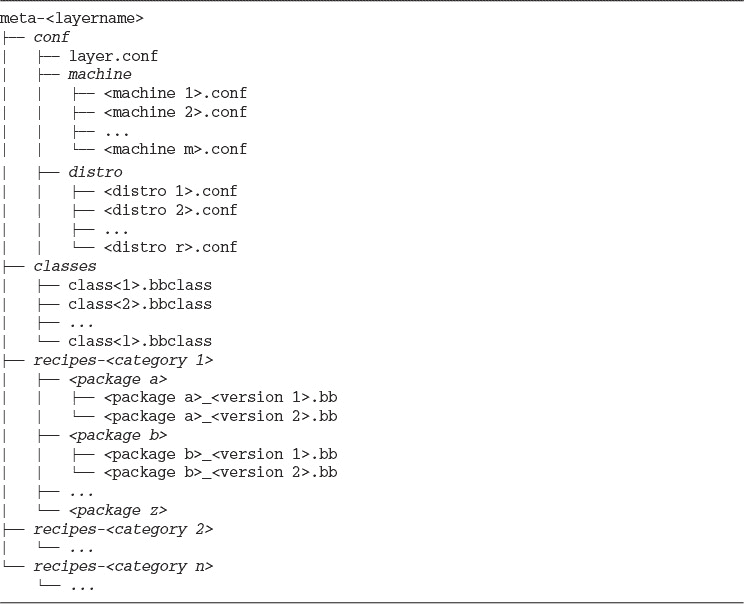 meta-<layername>
├── conf
│   ├── layer.conf
│   ├── machine
│   │   ├── <machine 1>.conf
│   │   ├── <machine 2>.conf
│   │   ├── ...
│   │   └── <machine m>.conf
│   ├── distro
│   │   ├── <distro 1>.conf
│   │   ├── <distro 2>.conf
│   │   ├── ...
│   │   └── <distro r>.conf
├── classes
│   ├── class<1>.bbclass
│   ├── class<2>.bbclass
│   ├── ...
│   └── class<l>.bbclass
├── recipes-<category 1>
│   ├── <package a>
│   │   ├── <package a>_<version 1>.bb
│   │   └── <package a>_<version 2>.bb
│   ├── <package b>
│   │   ├── <package b>_<version 1>.bb
│   │   └── <package b>_<version 2>.bb
│   ├── ...
│   └── <package z>
├── recipes-<category 2>
│   └── ...
└── recipes-<category n>
    └── ...